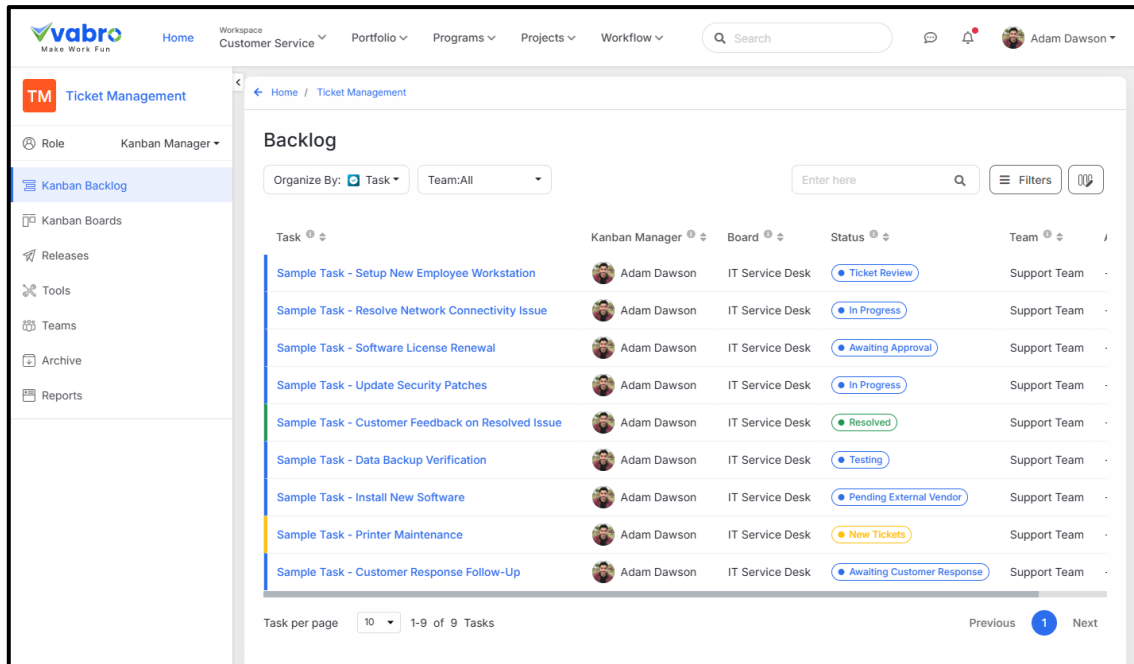 vabro
Make Work Fun
Home
Workspace
Customer Service
Portfolio
Programs
Projects
Workflow
Search
Adam Dawson
TM
Ticket Management
Role
Kanban Manager
Kanban Backlog
Kanban Boards
Releases
Tools
Teams
Archive
Reports
Home / Ticket Management
Backlog
Organize By: Task
Team:All
Enter here
Filters
Task Kanban Manager Board Status Team
Sample Task - Setup New Employee Workstation Adam Dawson IT Service Desk Ticket Review Support Team
Sample Task - Resolve Network Connectivity Issue Adam Dawson IT Service Desk In Progress Support Team
Sample Task - Software License Renewal Adam Dawson IT Service Desk Awaiting Approval Support Team
Sample Task - Update Security Patches Adam Dawson IT Service Desk In Progress Support Team
Sample Task - Customer Feedback on Resolved Issue Adam Dawson IT Service Desk Resolved Support Team
Sample Task - Data Backup Verification Adam Dawson IT Service Desk Testing Support Team
Sample Task - Install New Software Adam Dawson IT Service Desk Pending External Vendor Support Team
Sample Task - Printer Maintenance Adam Dawson IT Service Desk New Tickets Support Team
Sample Task - Customer Response Follow-Up Adam Dawson IT Service Desk Awaiting Customer Response Support Team
Task per page 10 1-9 of 9 Tasks
Previous 1 Next